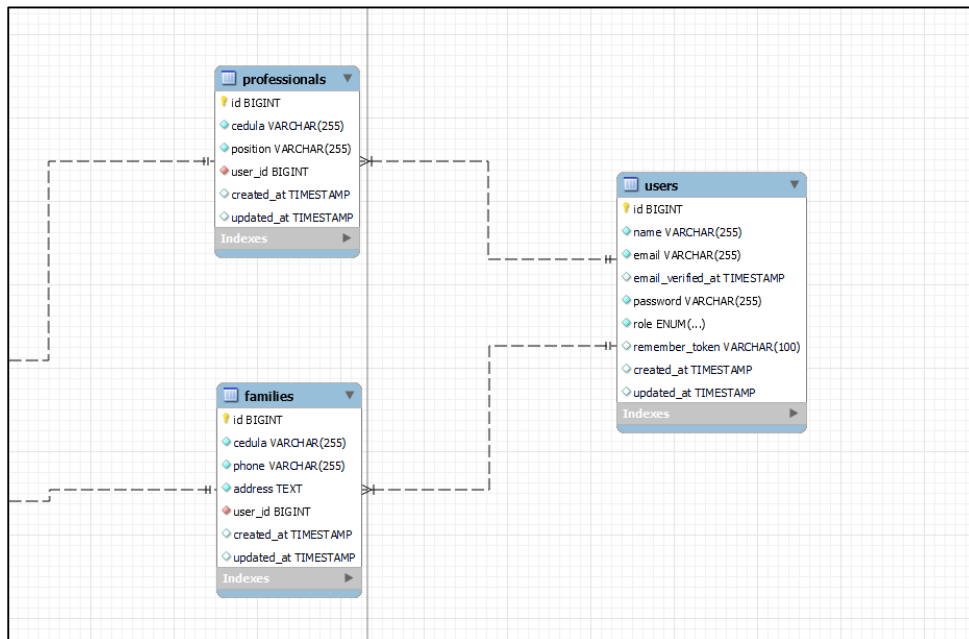 professionals
id BIGINT
cedula VARCHAR(255)
position VARCHAR(255)
user_id BIGINT
created_at TIMESTAMP
updated_at TIMESTAMP
Indexes
users
id BIGINT
name VARCHAR(255)
email VARCHAR(255)
email_verified_at TIMESTAMP
password VARCHAR(255)
role ENUM(...)
remember_token VARCHAR(100)
created_at TIMESTAMP
updated_at TIMESTAMP
Indexes
families
id BIGINT
cedula VARCHAR(255)
phone VARCHAR(255)
address TEXT
user_id BIGINT
created_at TIMESTAMP
updated_at TIMESTAMP
Indexes